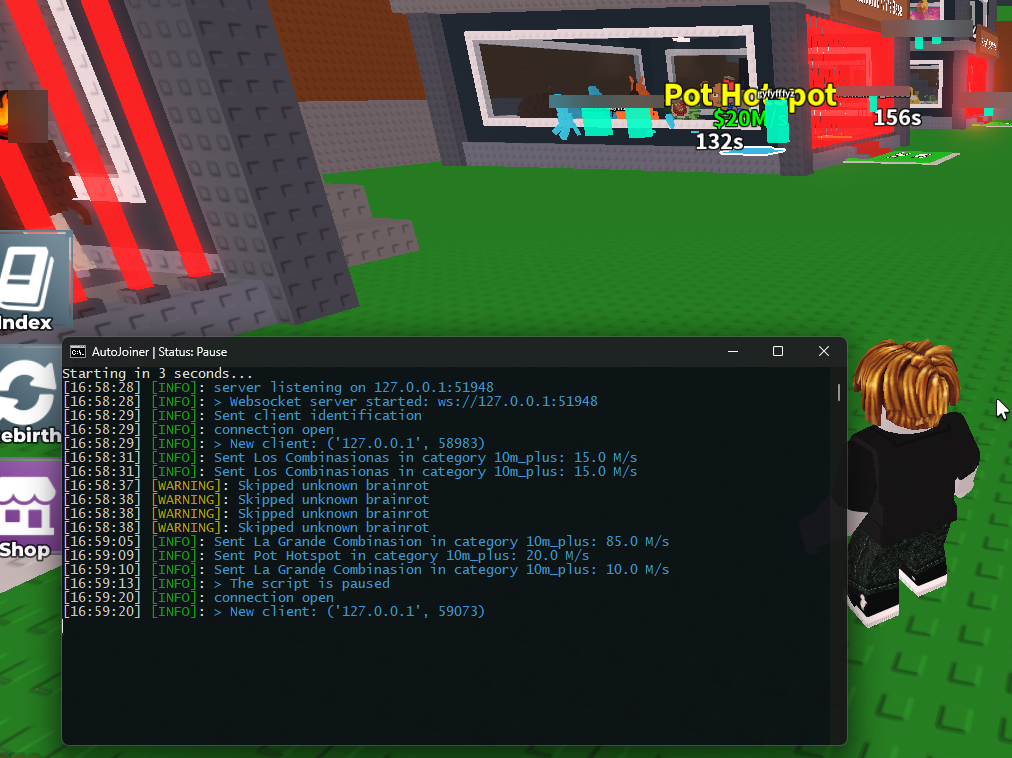 Pot Hotspot
gyfyfffyz
$20M/s
132s
156s
Index
ebirth
Shop
AutoJoiner | Status: Pause
Starting in 3 seconds...
[16:58:28] [INFO]: server listening on 127.0.0.1:51948
[16:58:28] [INFO]: > Websocket server started: ws://127.0.0.1:51948
[16:58:29] [INFO]: Sent client identification
[16:58:29] [INFO]: connection open
[16:58:29] [INFO]: > New client: ('127.0.0.1', 58983)
[16:58:31] [INFO]: Sent Los Combinasionas in category 10m_plus: 15.0 M/s
[16:58:31] [INFO]: Sent Los Combinasionas in category 10m_plus: 15.0 M/s
[16:58:37] [WARNING]: Skipped unknown brainrot
[16:58:38] [WARNING]: Skipped unknown brainrot
[16:58:38] [WARNING]: Skipped unknown brainrot
[16:58:38] [WARNING]: Skipped unknown brainrot
[16:59:05] [INFO]: Sent La Grande Combinasion in category 10m_plus: 85.0 M/s
[16:59:09] [INFO]: Sent Pot Hotspot in category 10m_plus: 20.0 M/s
[16:59:10] [INFO]: Sent La Grande Combinasion in category 10m_plus: 10.0 M/s
[16:59:13] [INFO]: > The script is paused
[16:59:20] [INFO]: connection open
[16:59:20] [INFO]: > New client: ('127.0.0.1', 59073)